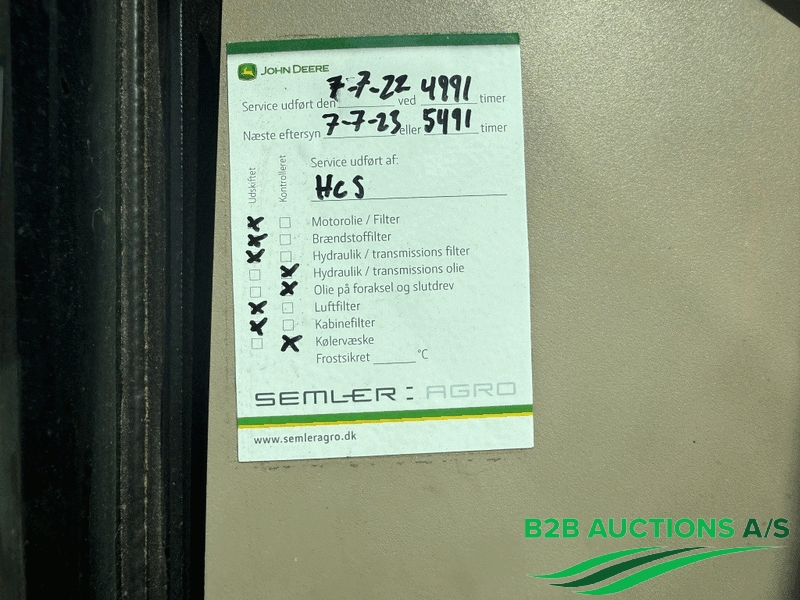 JOHN DEERE
Service udført den 7-7-22 ved 4991 timer
Næste eftersyn 7-7-23 eller 5491 timer
Udskiftet
Kontrolleret
Service udført af:
HCS
Motorolie / Filter
Brændstoffilter
Hydraulik / transmissions filter
Hydraulik / transmissions olie
Olie på foraksel og slutdrev
Luftfilter
Kabinefilter
Kølervæske
Frostsikret ______ °C
SEMLER : AGRO
www.semleragro.dk
B2B AUCTIONS A/S